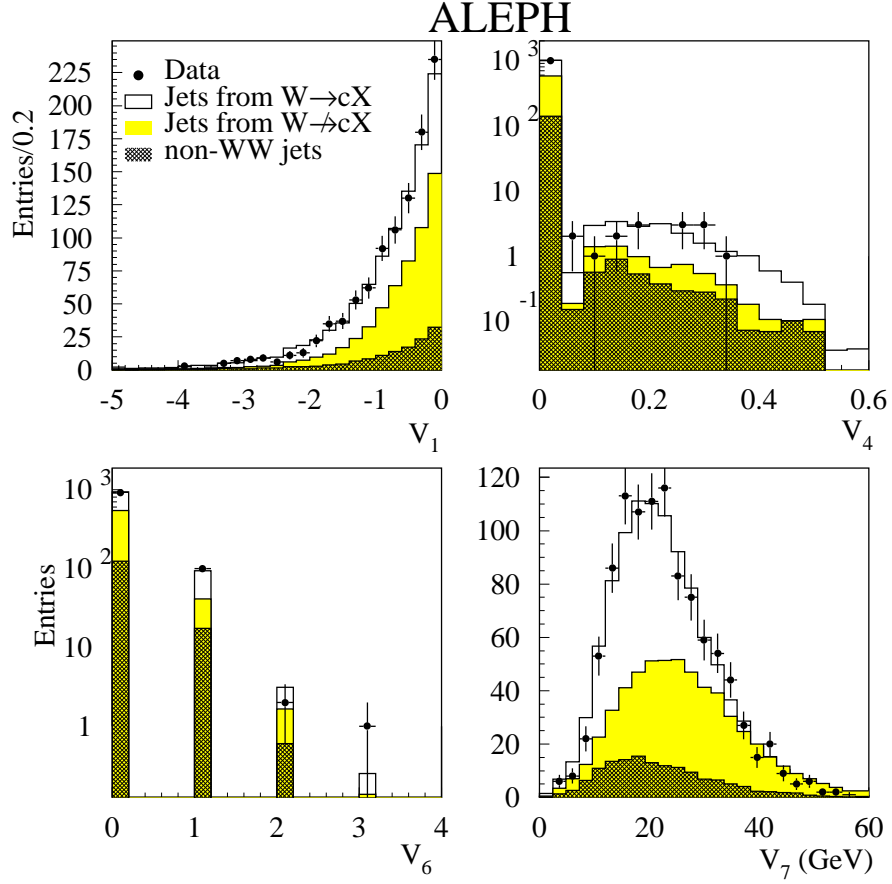 ALEPH
Data
Jets from W→cX
Jets from W↛cX
non-WW jets
Entries/0.2
225
200
175
150
125
100
75
50
25
0
-5 -4 -3 -2 -1 0
V₁
10³
10²
10
1
10⁻¹
0 0.2 0.4 0.6
V₄
Entries
10³
10²
10
1
0 1 2 3 4
V₆
120
100
80
60
40
20
0
0 20 40 60
V₇ (GeV)